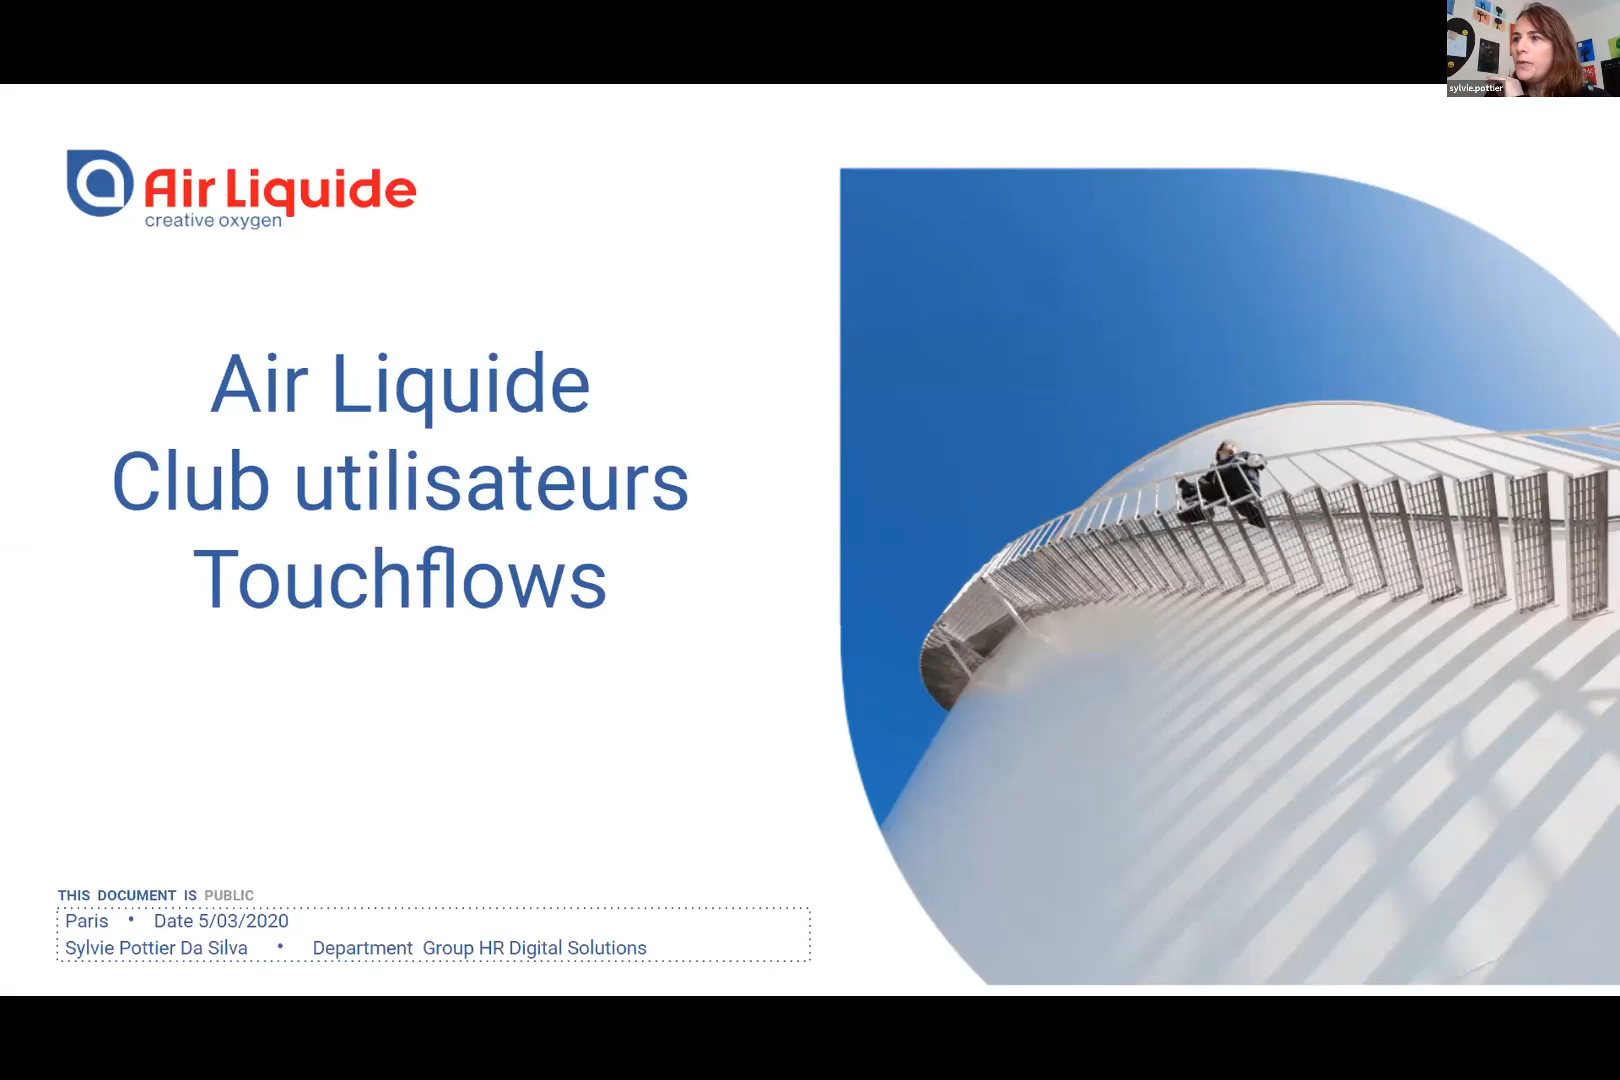 sylvie.pottier
Air Liquide
creative oxygen
Air Liquide
Club utilisateurs
Touchflows
THIS DOCUMENT IS PUBLIC
Paris • Date 5/03/2020
Sylvie Pottier Da Silva • Department Group HR Digital Solutions